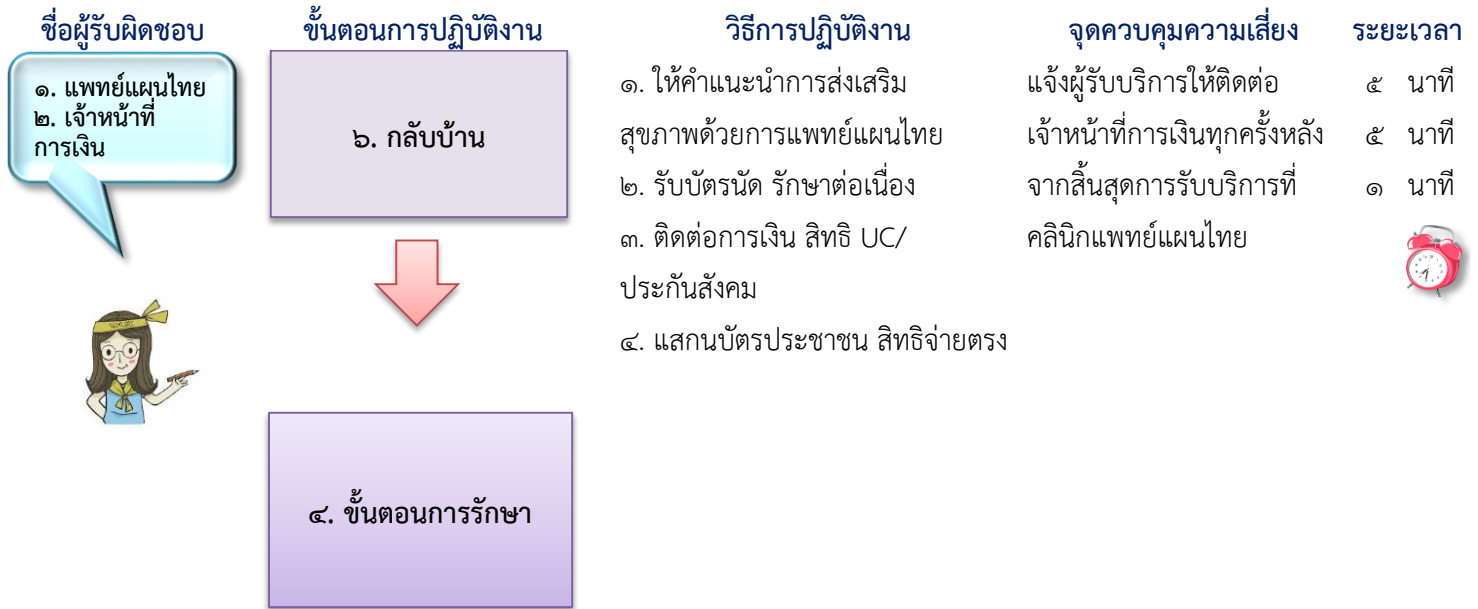 ชื่อผู้รับผิดชอบ ขั้นตอนการปฏิบัติงาน วิธีการปฏิบัติงาน จุดควบคุมความเสี่ยง ระยะเวลา
๑. แพทย์แผนไทย
๒. เจ้าหน้าที่
การเงิน
๖. กลับบ้าน
๑. ให้คำแนะนำการส่งเสริม
สุขภาพด้วยการแพทย์แผนไทย
๒. รับบัตรนัด รักษาต่อเนื่อง
๓. ติดต่อการเงิน สิทธิ UC/
ประกันสังคม
๔. แสกนบัตรประชาชน สิทธิจ่ายตรง
แจ้งผู้รับบริการให้ติดต่อ
เจ้าหน้าที่การเงินทุกครั้งหลัง
จากสิ้นสุดการรับบริการที่
คลินิกแพทย์แผนไทย
๕ นาที
๕ นาที
๑ นาที
๔. ขั้นตอนการรักษา